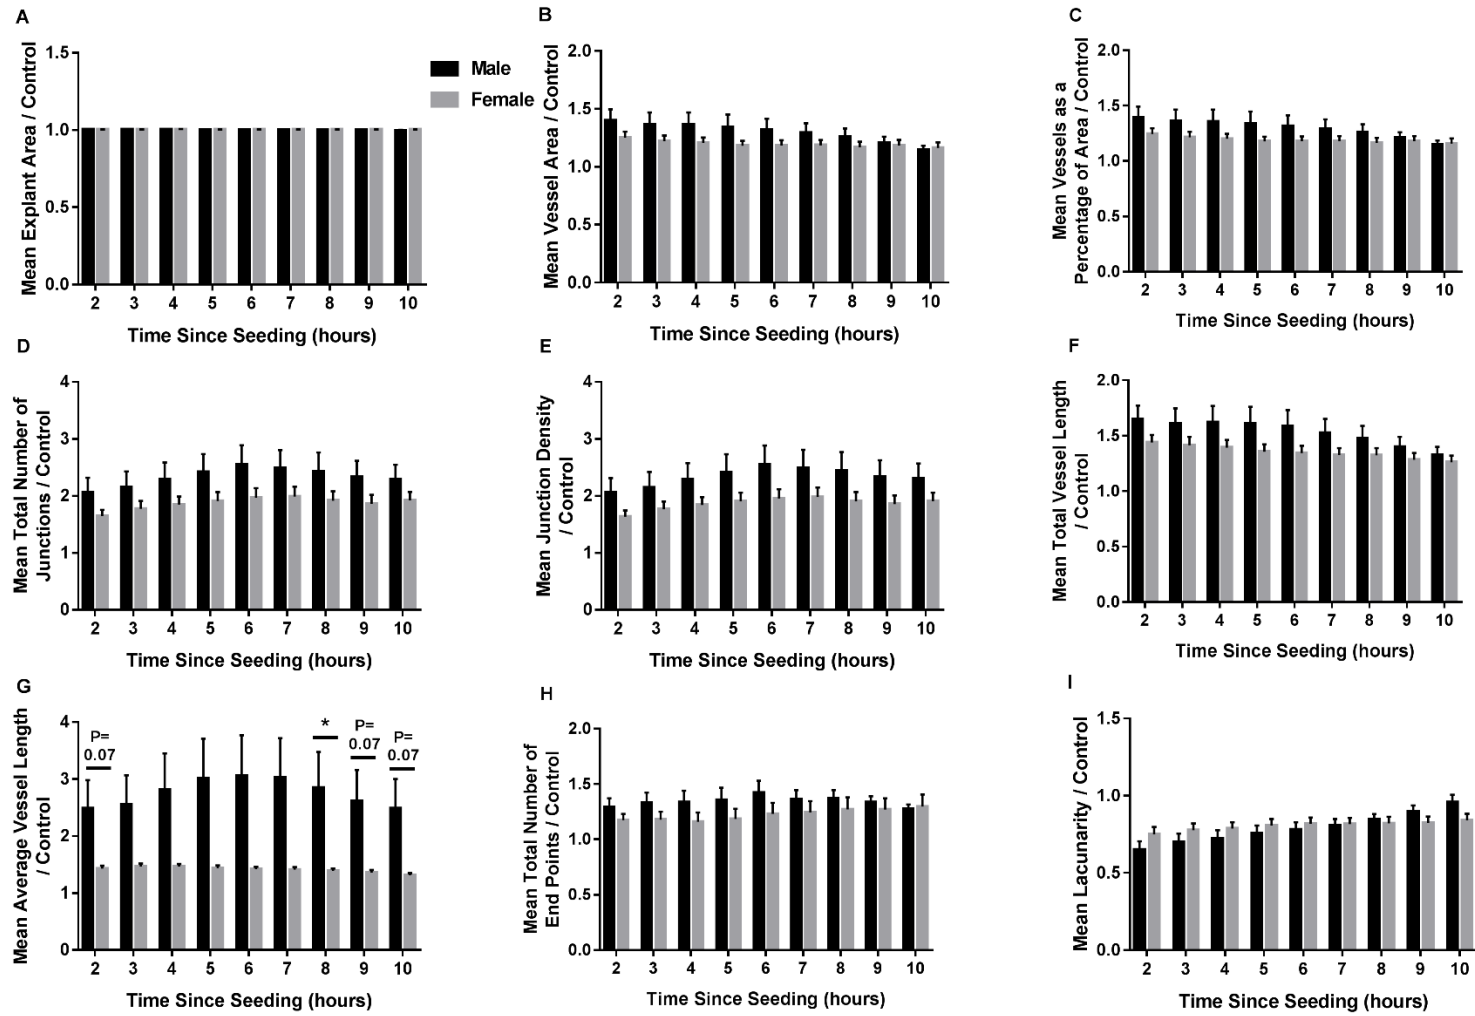 A
Mean Explant Area / Control
1.5
1.0
0.5
0.0
2 3 4 5 6 7 8 9 10
Time Since Seeding (hours)
Male
Female
B
Mean Vessel Area / Control
2.0
1.5
1.0
0.5
0.0
2 3 4 5 6 7 8 9 10
Time Since Seeding (hours)
C
Mean Vessels as a
Percentage of Area / Control
2.0
1.5
1.0
0.5
0.0
2 3 4 5 6 7 8 9 10
Time Since Seeding (hours)
D
Mean Total Number of
Junctions / Control
4
3
2
1
0
2 3 4 5 6 7 8 9 10
Time Since Seeding (hours)
E
Mean Junction Density
/ Control
4
3
2
1
0
2 3 4 5 6 7 8 9 10
Time Since Seeding (hours)
F
Mean Total Vessel Length
/ Control
2.0
1.5
1.0
0.5
0.0
2 3 4 5 6 7 8 9 10
Time Since Seeding (hours)
G
Mean Average Vessel Length
/ Control
4
3
2
1
0
P=
0.07
*
P=
0.07
P=
0.07
2 3 4 5 6 7 8 9 10
Time Since Seeding (hours)
H
Mean Total Number of
End Points / Control
2.0
1.5
1.0
0.5
0.0
2 3 4 5 6 7 8 9 10
Time Since Seeding (hours)
I
Mean Lacunarity / Control
1.5
1.0
0.5
0.0
2 3 4 5 6 7 8 9 10
Time Since Seeding (hours)